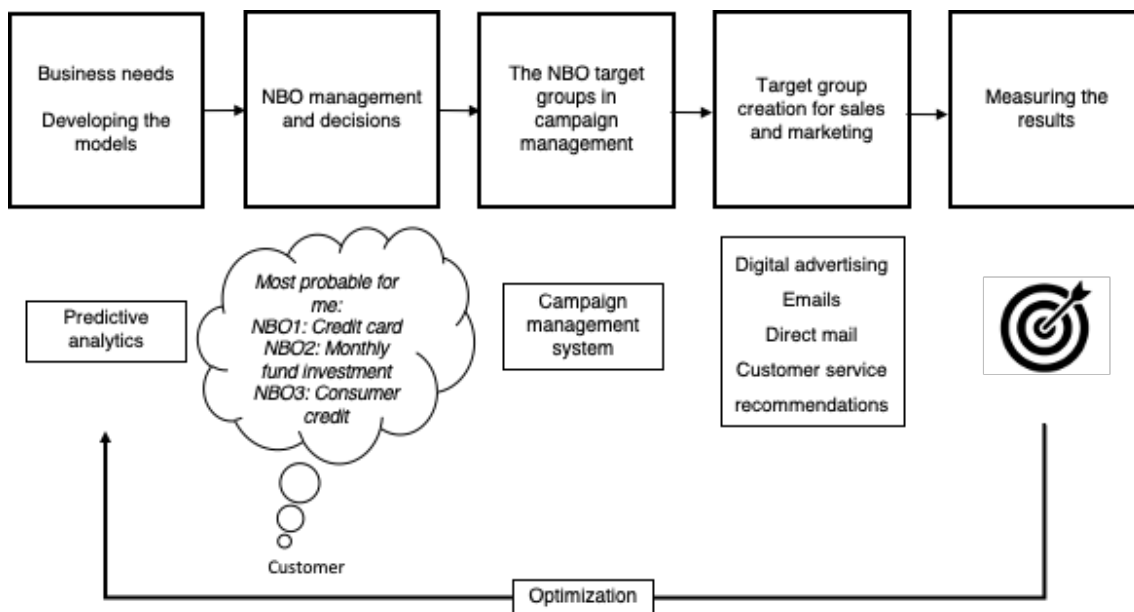 Business needs
Developing the
models
NBO management
and decisions
The NBO target
groups in
campaign
management
Target group
creation for sales
and marketing
Measuring the
results
Predictive
analytics
Most probable for
me:
NBO1: Credit card
NBO2: Monthly
fund investment
NBO3: Consumer
credit
Customer
Campaign
management
system
Digital advertising
Emails
Direct mail
Customer service
recommendations
Optimization